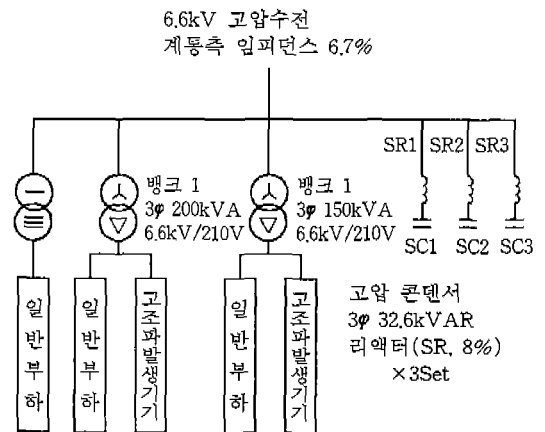 6.6kV 고압수전
계통측 임피던스 6.7%
SR1 SR2 SR3
뱅크 1
3φ 200kVA
6.6kV/210V
뱅크 1
3φ 150kVA
6.6kV/210V
SC1 SC2 SC3
일반부하
일반부하
고조파발생기기
일반부하
고조파발생기기
고압 콘덴서
3φ 32.6kVAR
리액터(SR, 8%)
×3Set